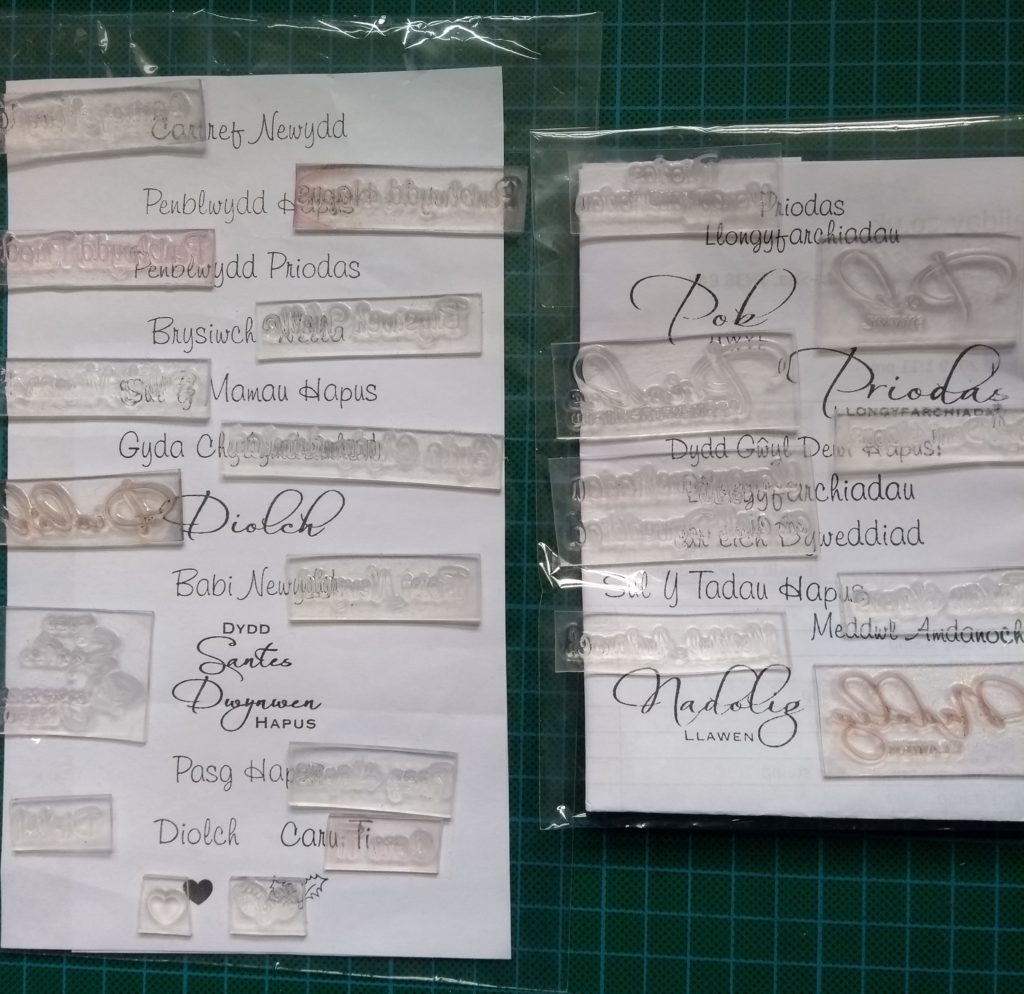 Cartref Newydd
Penblwydd Hapus
Penblwydd Priodas
Brysiwch Wella
Sul Y Mamau Hapus
Gyda Chydymdeimlad
Diolch
Babi Newydd
DYDD
Santes
Dwynwen
HAPUS
Pasg Hapus
Diolch Caru Ti
Priodas
Llongyfarchiadau
Pob
HWYL
Priodas
LLONGYFARCHIADAU
Dydd Gŵyl Dewi Hapus!
Llongyfarchiadau
ar eich Dyweddiad
Sul Y Tadau Hapus
Meddwl Amdanoch
Nadolig
LLAWEN